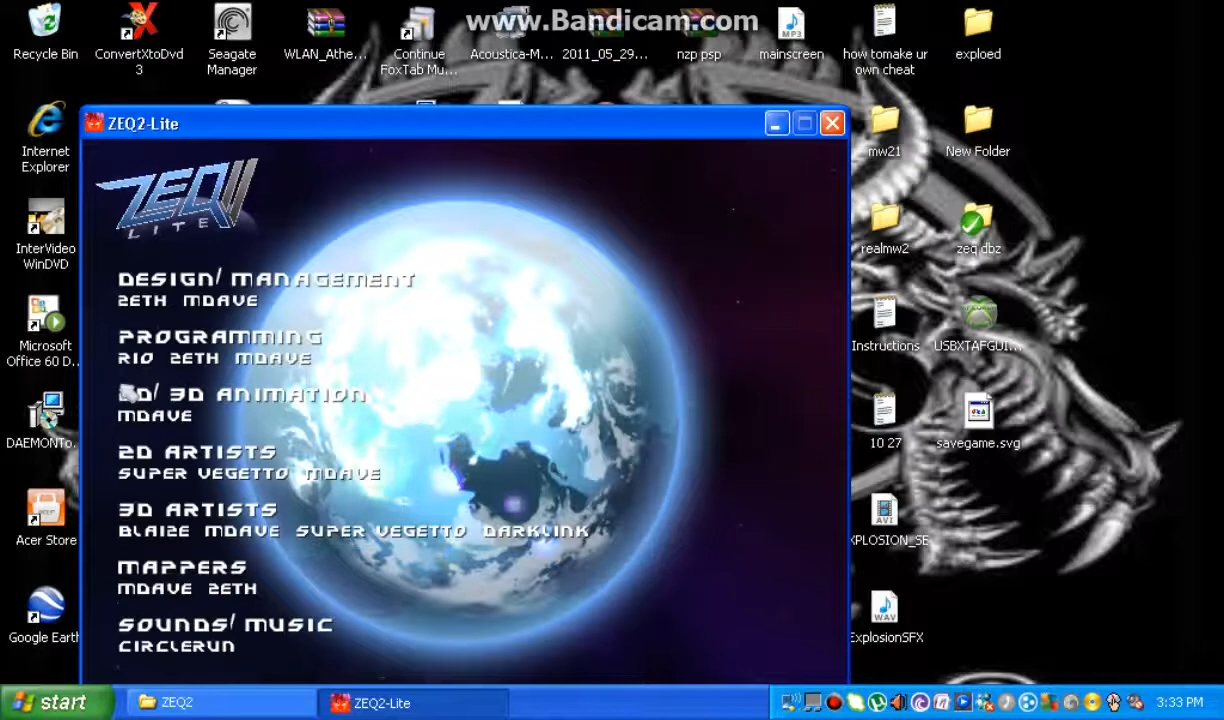 www.Bandicam.com
Recycle Bin
ConvertXtoDvd
3
Seagate
Manager
WLAN_Athe...
Continue
FoxTab Mu...
Acoustica-M...
2011_05_29...
nzp psp
mainscreen
how tomake ur
own cheat
exploed
ZEQ2-Lite
Internet
Explorer
mw21
New Folder
ZEQII
LITE
InterVideo
WinDVD
realmw2
zeq dbz
DESIGN/ MANAGEMENT
ZETH MDAVE
PROGRAMMING
RIO ZETH MDAVE
Microsoft
Office 60 D...
Instructions
USBXTAFGUI...
3D ANIMATION
MDAVE
DAEMONTo...
10 27
savegame.svg
2D ARTISTS
SUPER VEGETTO MDAVE
3D ARTISTS
BLAIZE MDAVE SUPER VEGETTO DARKLINK
Acer Store
AVI
XPLOSION_SE
MAPPERS
MDAVE ZETH
SOUNDS/ MUSIC
CIRCLERUN
Google Earth
WAV
ExplosionSFX
start
ZEQ2
ZEQ2-Lite
3:33 PM